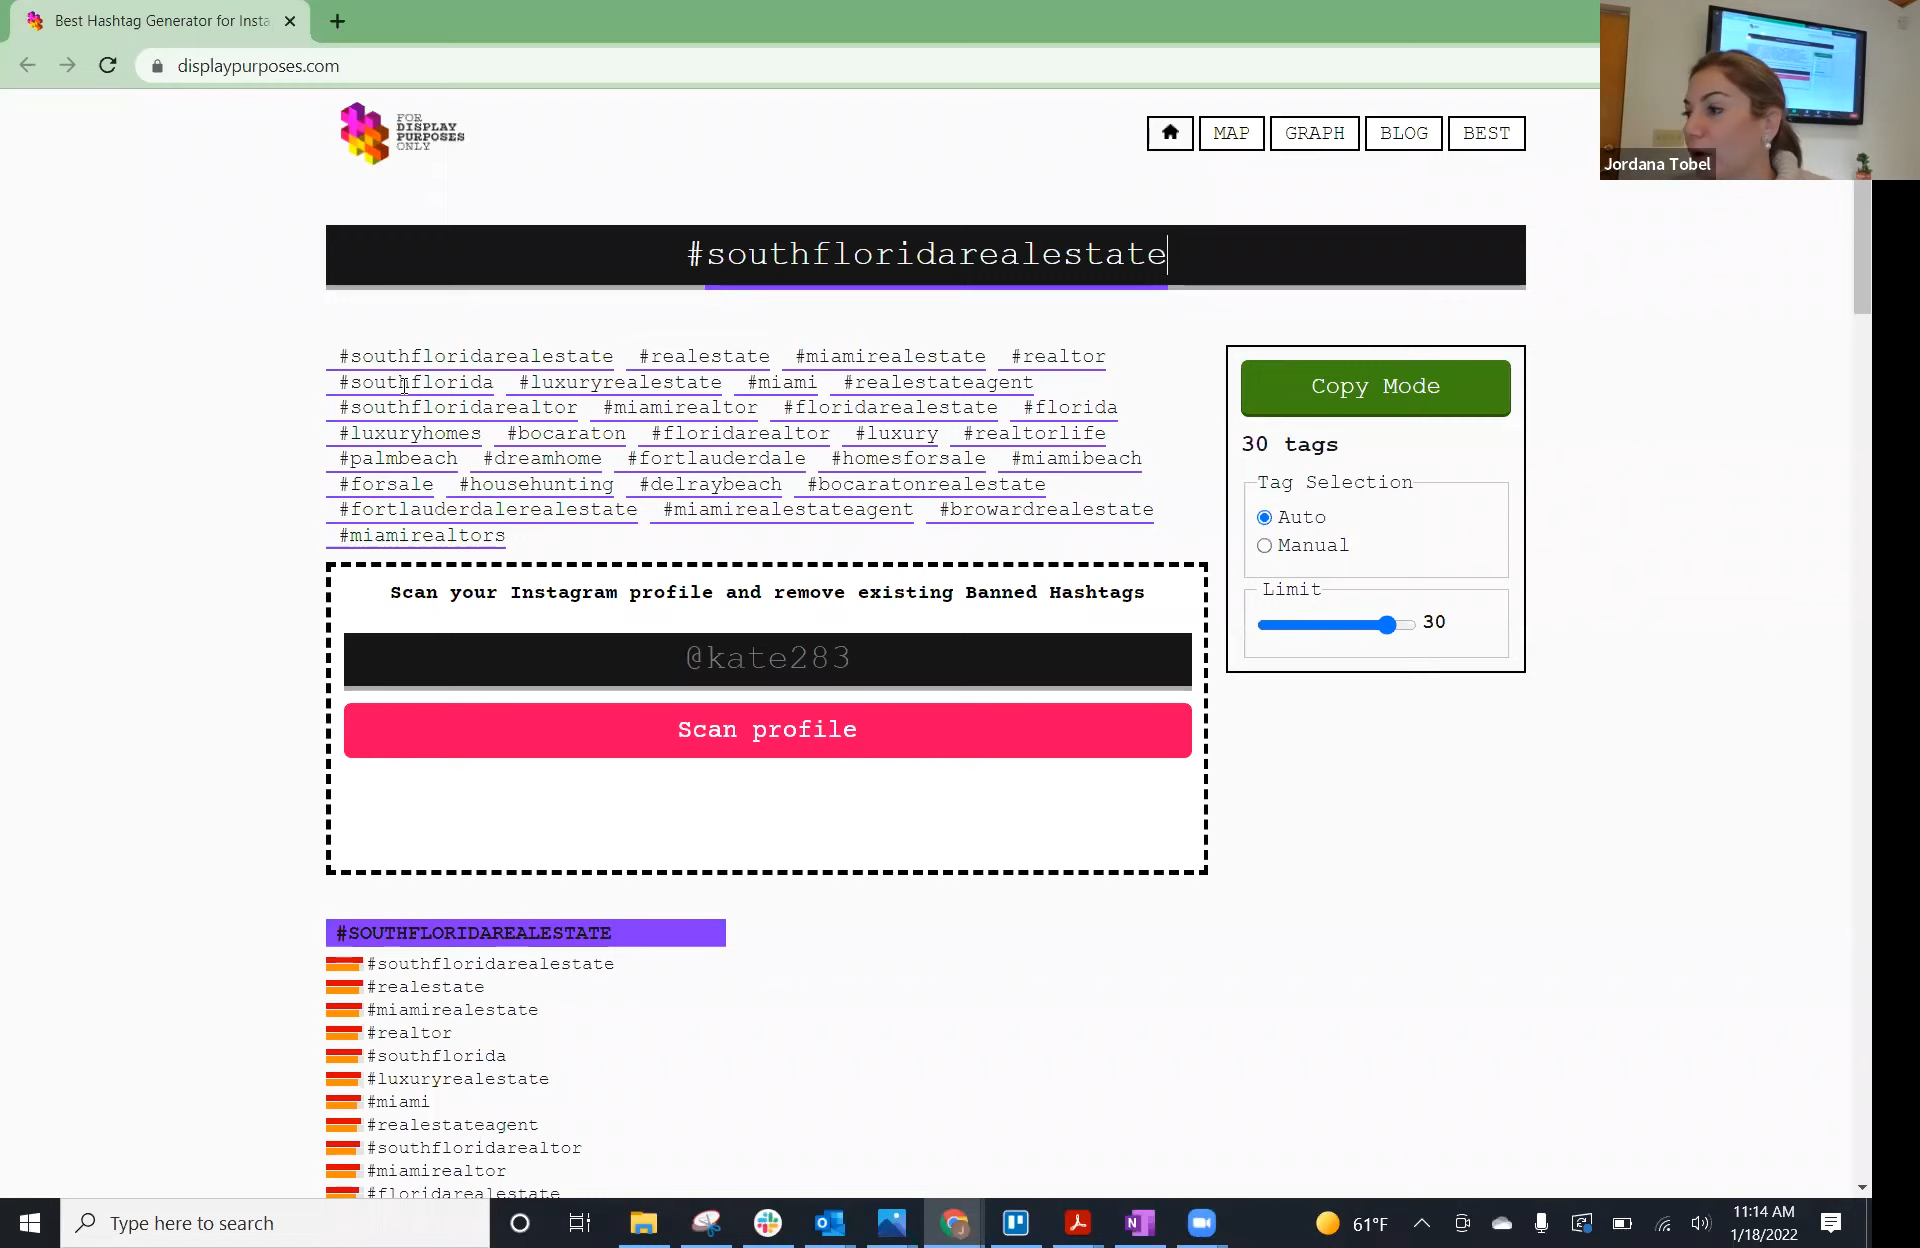 Best Hashtag Generator for Insta
displaypurposes.com
FOR
DISPLAY
PURPOSES
ONLY
MAP GRAPH BLOG BEST
Jordana Tobel
#southfloridarealestate
#southfloridarealestate #realestate #miamirealestate #realtor
#southflorida #luxuryrealestate #miami #realestateagent
#southfloridarealtor #miamirealtor #floridarealestate #florida
#luxuryhomes #bocaraton #floridarealtor #luxury #realtorlife
#palmbeach #dreamhome #fortlauderdale #homesforsale #miamibeach
#forsale #househunting #delraybeach #bocaratonrealestate
#fortlauderdalerealestate #miamirealestateagent #browardrealestate
#miamirealtors
Copy Mode
30 tags
Tag Selection
Auto
Manual
Limit
30
Scan your Instagram profile and remove existing Banned Hashtags
@kate283
Scan profile
#SOUTHFLORIDAREALESTATE
#southfloridarealestate
#realestate
#miamirealestate
#realtor
#southflorida
#luxuryrealestate
#miami
#realestateagent
#southfloridarealtor
#miamirealtor
#floridarealestate
Type here to search
61°F
11:14 AM
1/18/2022